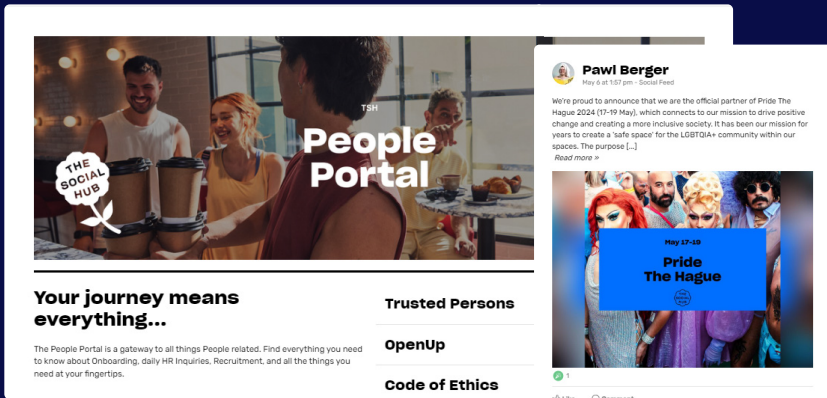 TSH
People
Portal
THE
SOCIAL
HUB
Your journey means
everything...
The People Portal is a gateway to all things People related. Find everything you need
to know about Onboarding, daily HR Inquiries, Recruitment, and all the things you
need at your fingertips.
Trusted Persons
OpenUp
Code of Ethics
Pawl Berger
May 6 at 1:57 pm - Social Feed
We're proud to announce that we are the official partner of Pride The
Hague 2024 (17-19 May), which connects to our mission to drive positive
change and creating a more inclusive society. It has been our mission for
years to create a 'safe space' for the LGBTQIA+ community within our
spaces. The purpose [...]
Read more »
May 17-19
Pride
The Hague
THE
SOCIAL
HUB
1
Like Comment